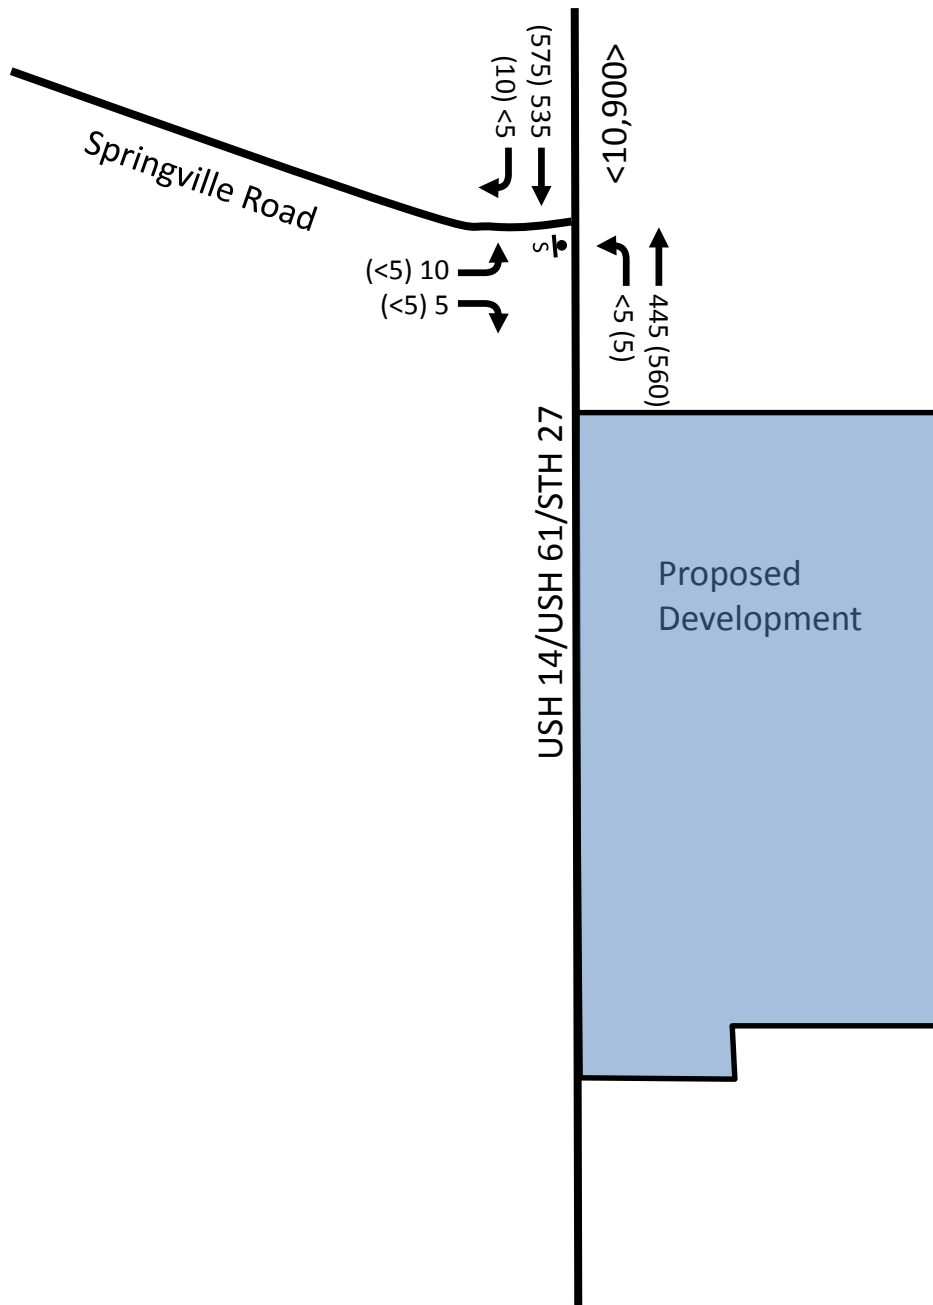 (575) 535
(10) <5
<10,900>
Springville Road
S
(<5) 10
(<5) 5
<5 (5)
445 (560)
USH 14/USH 61/STH 27
Proposed
Development